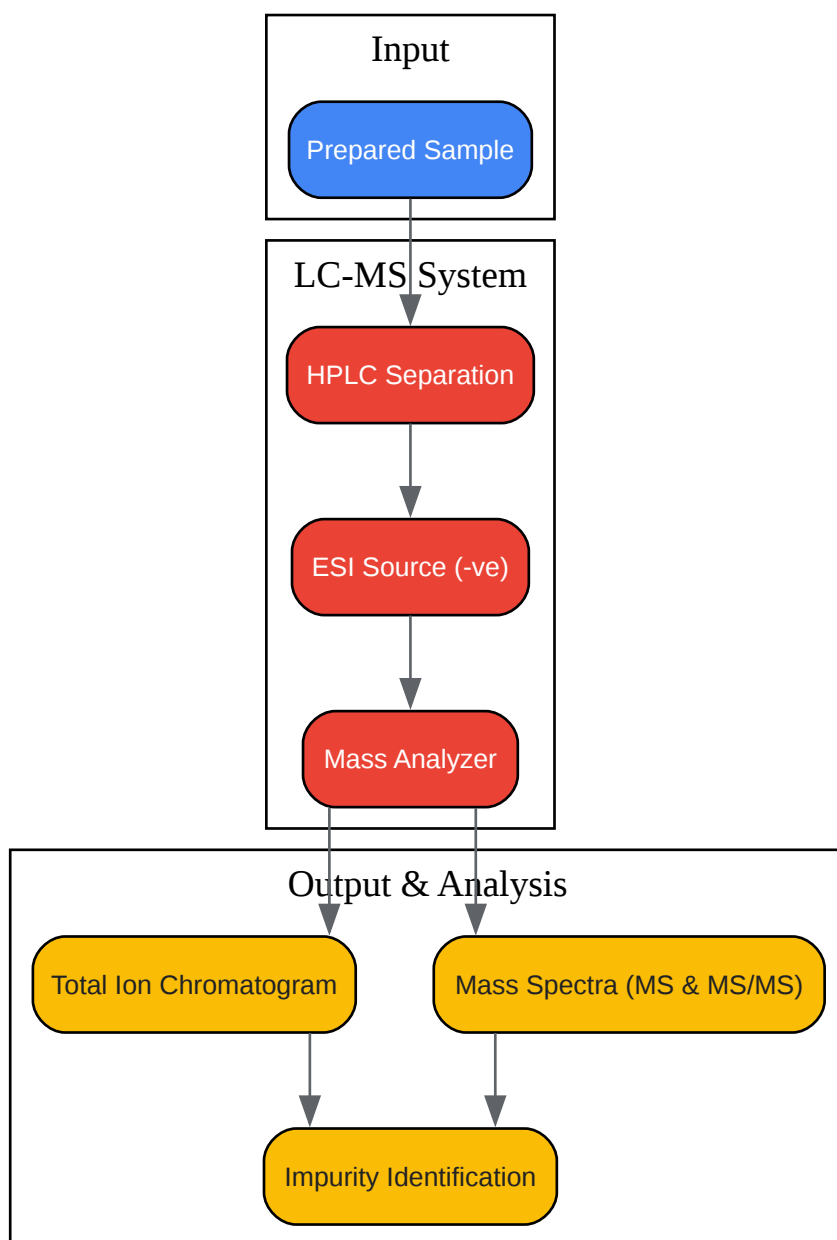 Input
Prepared Sample
LC-MS System
HPLC Separation
ESI Source (-ve)
Mass Analyzer
Output & Analysis
Total Ion Chromatogram
Mass Spectra (MS & MS/MS)
Impurity Identification